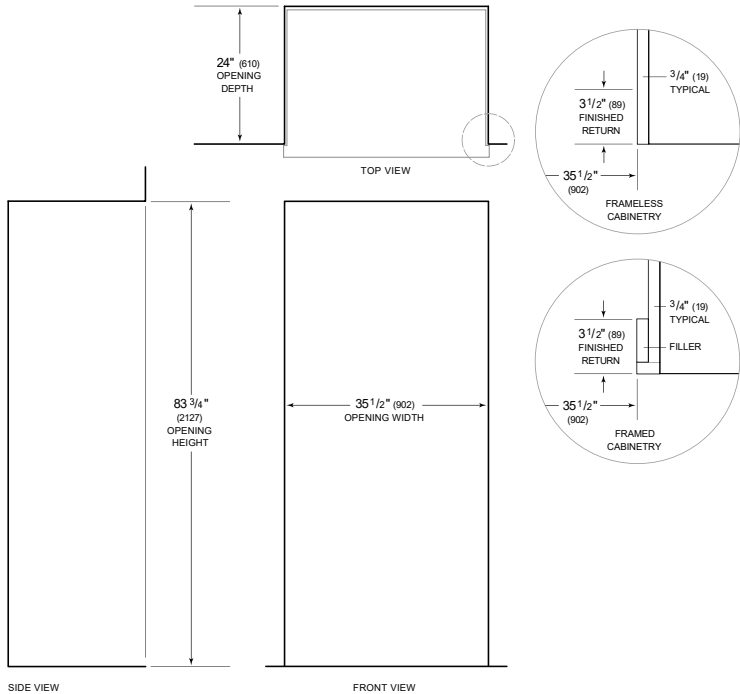 24" (610)
OPENING
DEPTH
TOP VIEW
3/4" (19)
TYPICAL
3 1/2" (89)
FINISHED
RETURN
35 1/2"
(902)
FRAMELESS
CABINETRY
3/4" (19)
TYPICAL
3 1/2" (89)
FINISHED
RETURN
FILLER
35 1/2"
(902)
FRAMED
CABINETRY
83 3/4"
(2127)
OPENING
HEIGHT
35 1/2" (902)
OPENING WIDTH
SIDE VIEW
FRONT VIEW